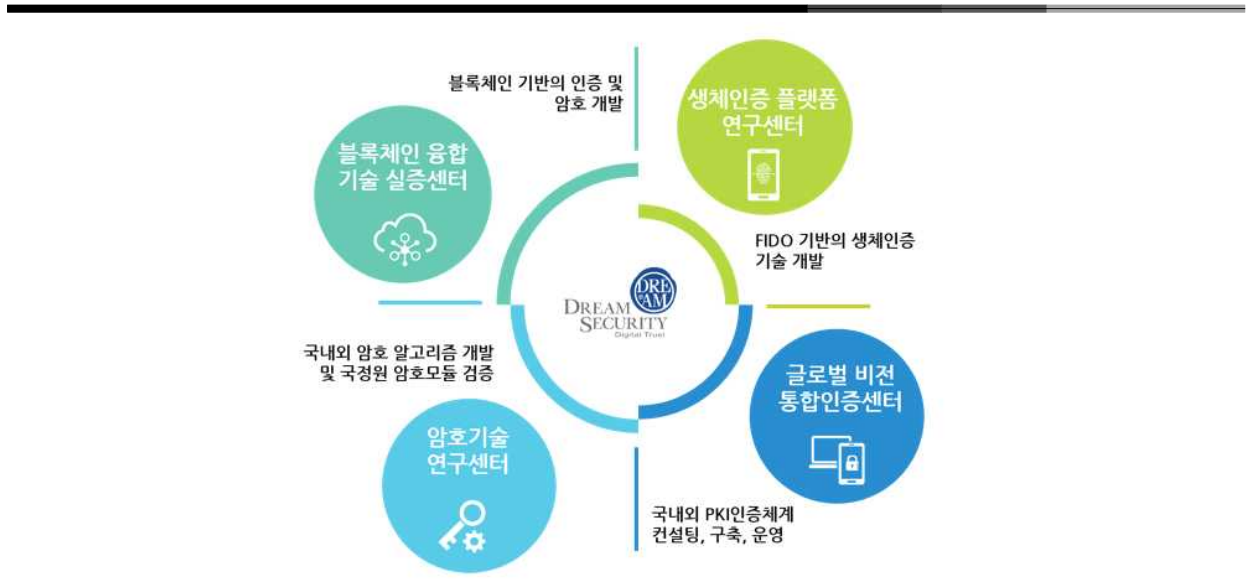 블록체인 기반의 인증 및
암호 개발
블록체인 융합
기술 실증센터
생체인증 플랫폼
연구센터
FIDO 기반의 생체인증
기술 개발
DREAM
SECURITY
Digital Trust
DRE
AM
국내외 암호 알고리즘 개발
및 국정원 암호모듈 검증
암호기술
연구센터
글로벌 비전
통합인증센터
국내외 PKI인증체계
컨설팅, 구축, 운영